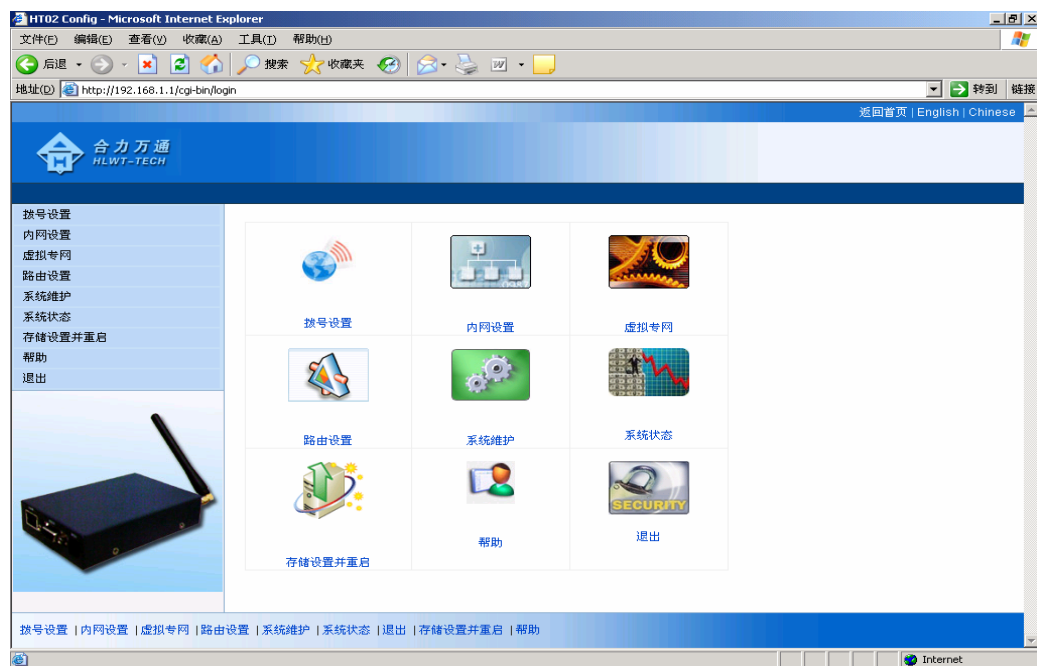 HT02 Config - Microsoft Internet Explorer
文件(F) 编辑(E) 查看(V) 收藏(A) 工具(T) 帮助(H)
后退 搜索 收藏夹
地址(D) http://192.168.1.1/cgi-bin/login 转到 链接
返回首页 | English | Chinese
合力万通
HLWT-TECH
拨号设置
内网设置
虚拟专网
路由设置
系统维护
系统状态
存储设置并重启
帮助
退出
拨号设置 内网设置 虚拟专网
路由设置 系统维护 系统状态
SECURITY
存储设置并重启 帮助 退出
拨号设置 |内网设置 |虚拟专网 |路由设置 |系统维护 |系统状态 |退出 |存储设置并重启 |帮助
Internet